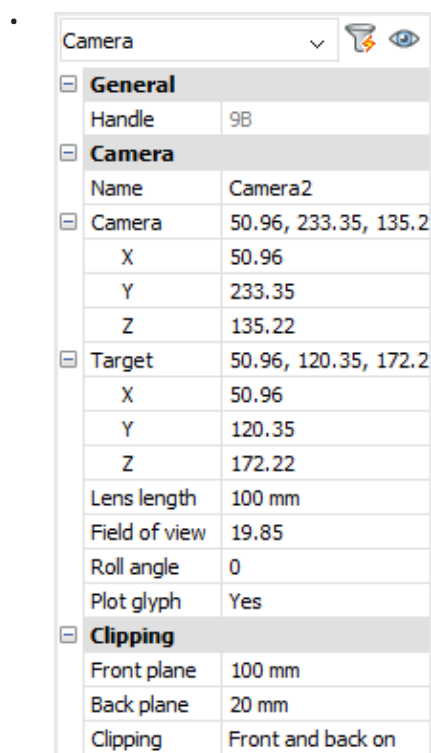 Camera
General
Handle 9B
Camera
Name Camera2
Camera 50.96, 233.35, 135.2
X 50.96
Y 233.35
Z 135.22
Target 50.96, 120.35, 172.2
X 50.96
Y 120.35
Z 172.22
Lens length 100 mm
Field of view 19.85
Roll angle 0
Plot glyph Yes
Clipping
Front plane 100 mm
Back plane 20 mm
Clipping Front and back on